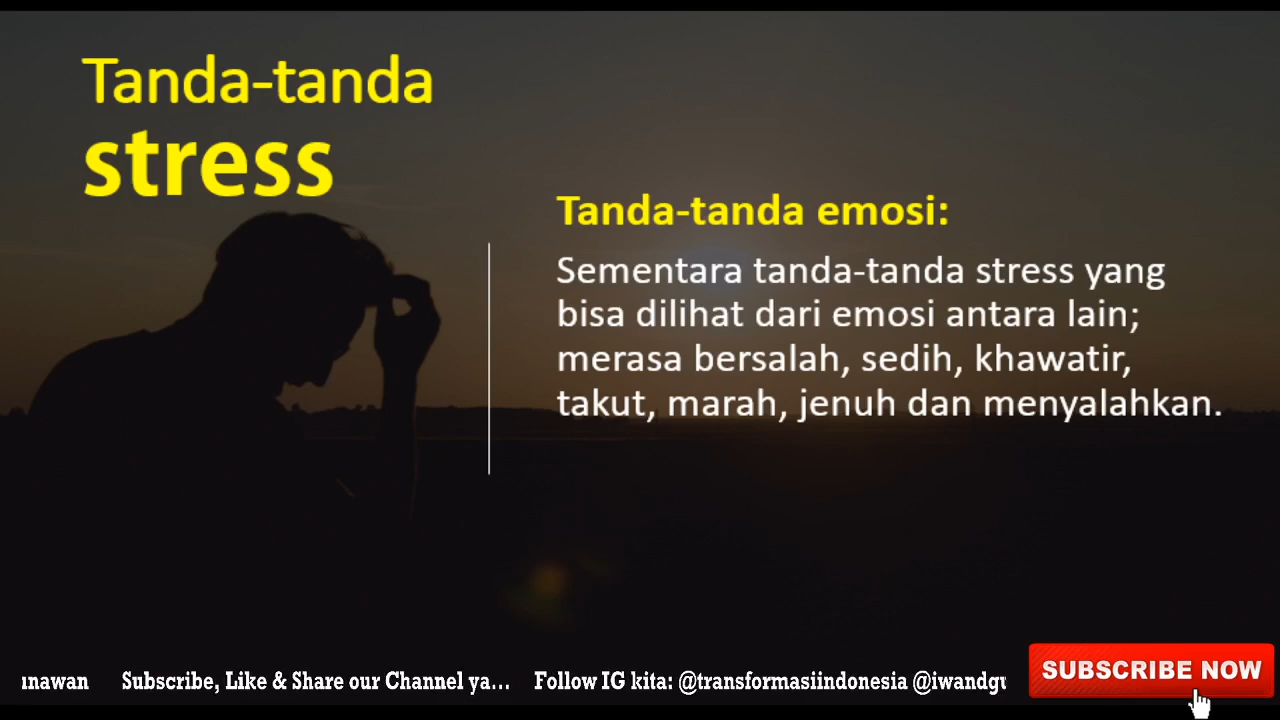 Tanda-tanda
stress
Tanda-tanda emosi:
Sementara tanda-tanda stress yang
bisa dilihat dari emosi antara lain;
merasa bersalah, sedih, khawatir,
takut, marah, jenuh dan menyalahkan.
Subscribe, Like & Share our Channel ya... Follow IG kita: @transformasiindonesia
SUBSCRIBE NOW